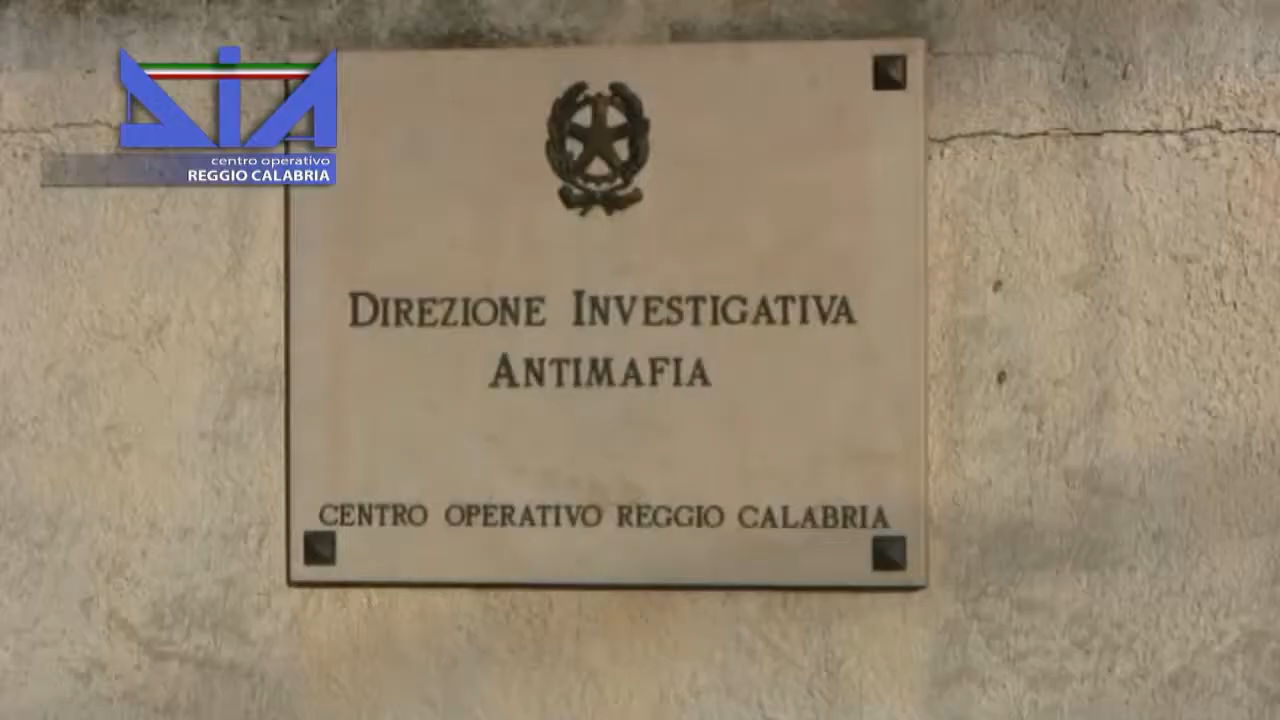 DIA
centro operativo
REGGIO CALABRIA
DIREZIONE INVESTIGATIVA
ANTIMAFIA
CENTRO OPERATIVO REGGIO CALABRIA